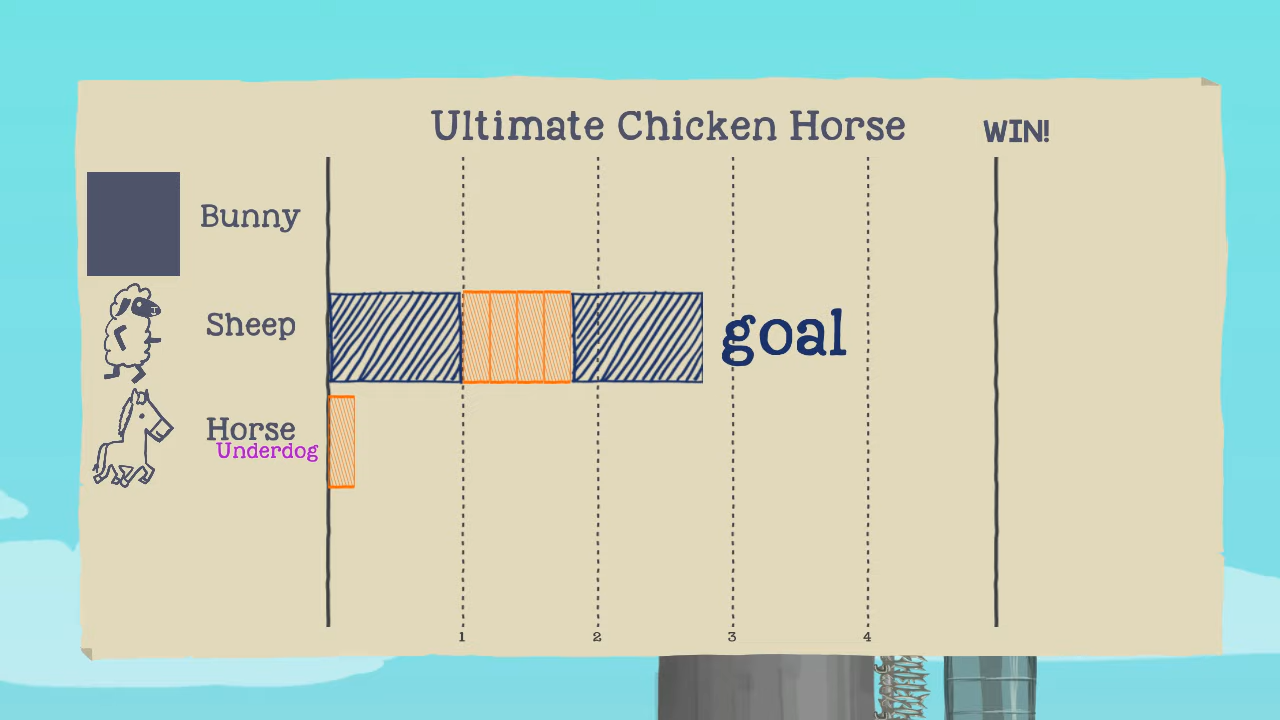 Ultimate Chicken Horse
WIN!
Bunny
Sheep
goal
Horse
Underdog
1 2 3 4